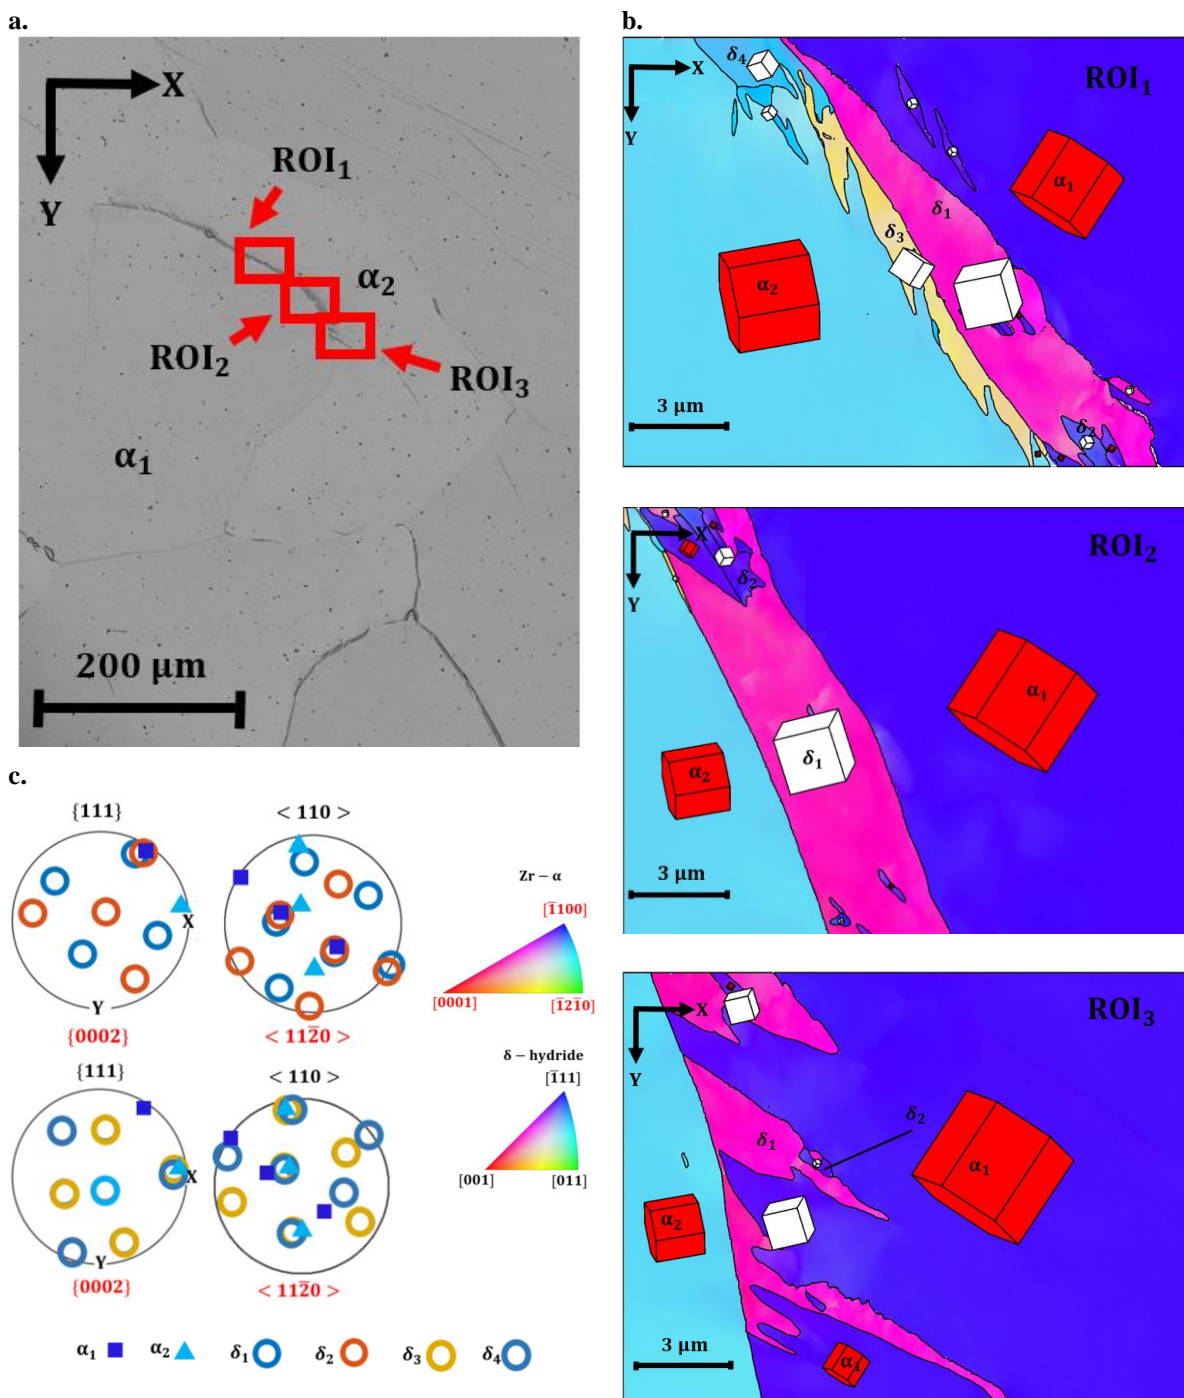 a.
X
Y
ROI₁
α₂
ROI₂
ROI₃
α₁
200 μm
b.
X
Y
δ₄
ROI₁
α₁
δ₁
δ₃
α₂
δ₂
3 μm
X
Y
ROI₂
δ₂
α₁
α₂
δ₁
3 μm
X
Y
ROI₃
δ₂
δ₁
α₁
α₂
3 μm
α₁
c.
{111}
< 110 >
X
Y
{0002}
< 112̄0 >
Zr − α
[1̄100]
[0001]
[1̄21̄0]
{111}
< 110 >
X
Y
{0002}
< 112̄0 >
δ − hydride
[1̄11]
[001]
[011]
α₁ α₂ δ₁ δ₂ δ₃ δ₄